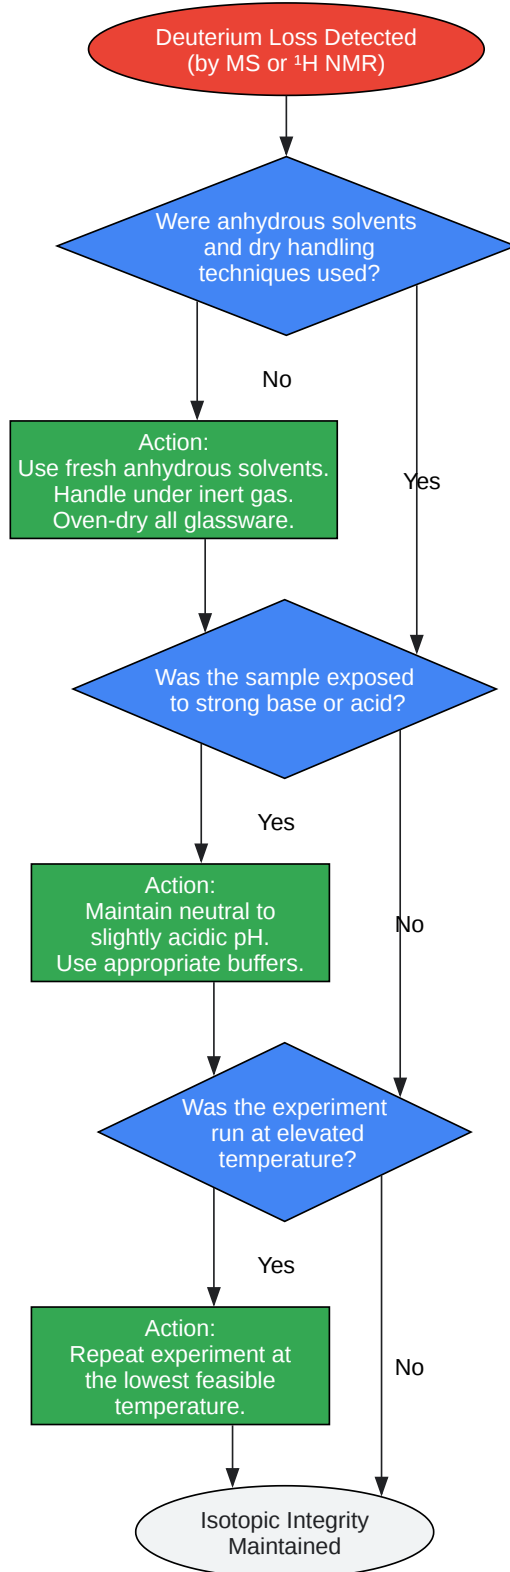 Deuterium Loss Detected
(by MS or ¹H NMR)
Were anhydrous solvents
and dry handling
techniques used?
No
Action:
Use fresh anhydrous solvents.
Handle under inert gas.
Oven-dry all glassware.
Yes
Was the sample exposed
to strong base or acid?
Yes
Action:
Maintain neutral to
slightly acidic pH.
Use appropriate buffers.
No
Was the experiment
run at elevated
temperature?
Yes
Action:
Repeat experiment at
the lowest feasible
temperature.
No
Isotopic Integrity
Maintained